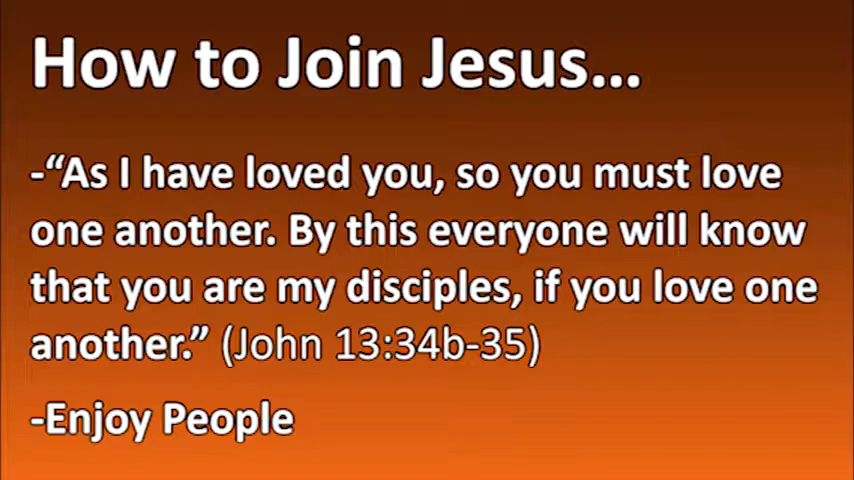 How to Join Jesus...
-“As I have loved you, so you must love
one another. By this everyone will know
that you are my disciples, if you love one
another.” (John 13:34b-35)
-Enjoy People